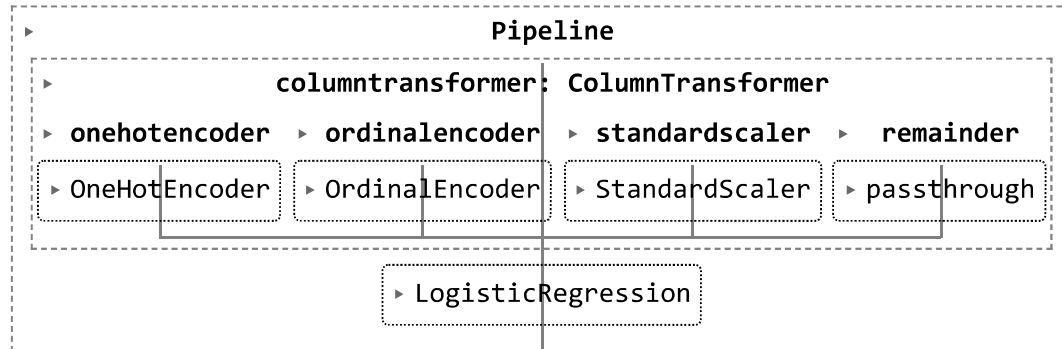 Pipeline
columntransformer: ColumnTransformer
onehotencoder ordinalencoder standardscaler remainder
OneHotEncoder OrdinalEncoder StandardScaler passthrough
LogisticRegression